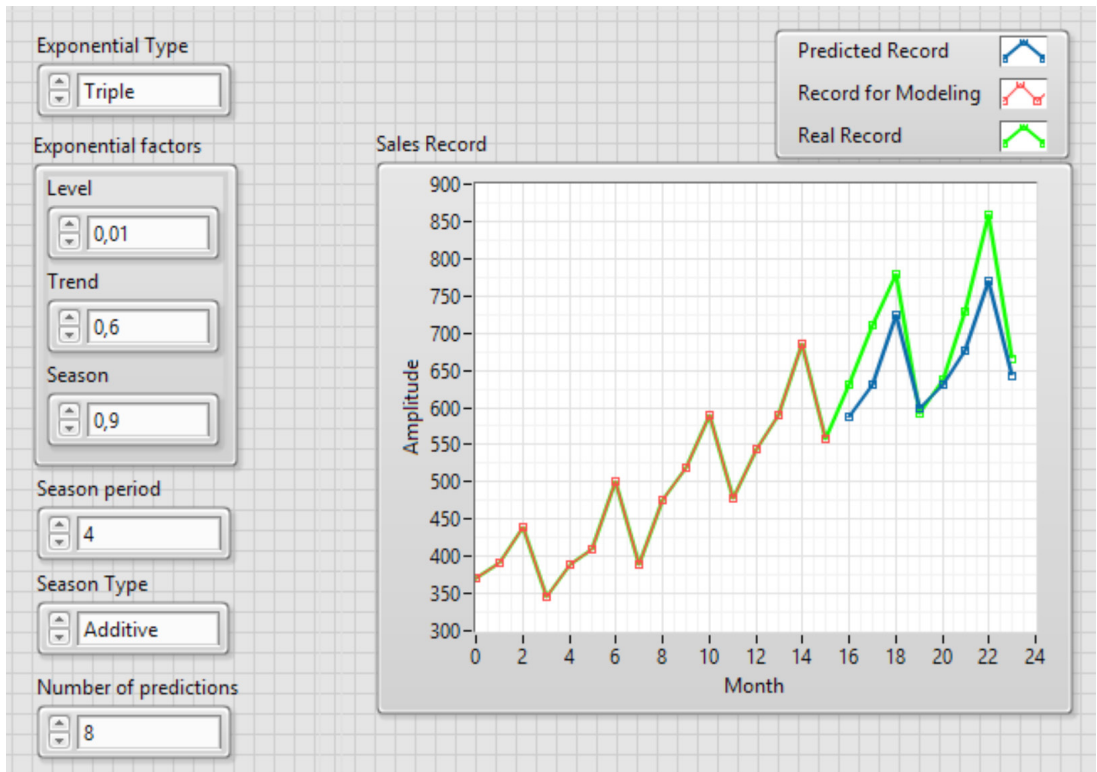 Exponential Type
Triple
Exponential factors
Level
0,01
Trend
0,6
Season
0,9
Season period
4
Season Type
Additive
Number of predictions
8
Predicted Record
Record for Modeling
Real Record
Sales Record
Amplitude
900
850
800
750
700
650
600
550
500
450
400
350
300
0 2 4 6 8 10 12 14 16 18 20 22 24
Month